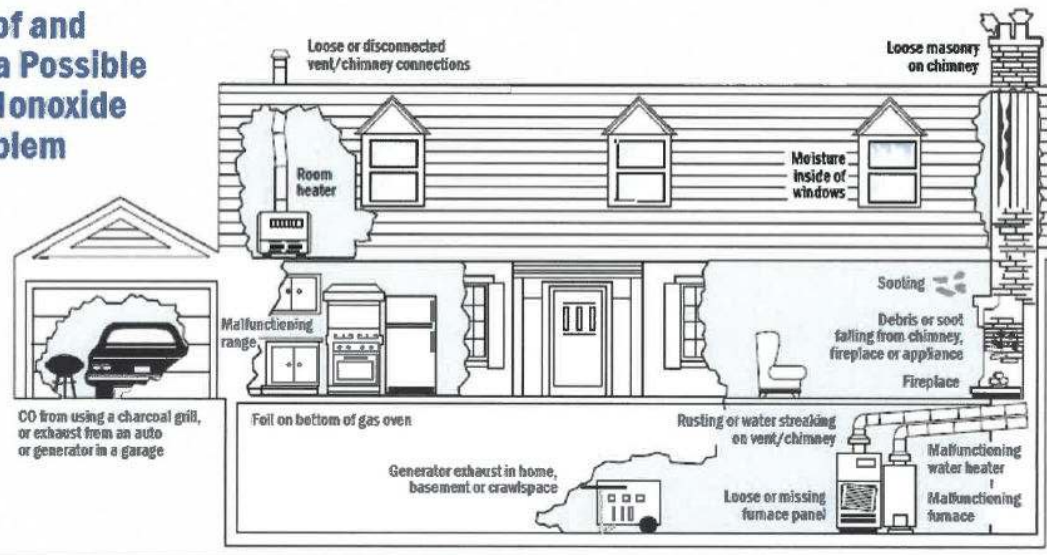 of and
a Possible
Monoxide
blem
Loose or disconnected
vent/chimney connections
Loose masonry
on chimney
Room
heater
Moisture
inside of
windows
Sooting
Malfunctioning
range
Debris or soot
falling from chimney,
fireplace or appliance
Fireplace
CO from using a charcoal grill,
or exhaust from an auto
or generator in a garage
Foil on bottom of gas oven
Rusting or water streaking
on vent/chimney
Generator exhaust in home,
basement or crawlspace
Malfunctioning
water heater
Loose or missing
furnace panel
Malfunctioning
furnace